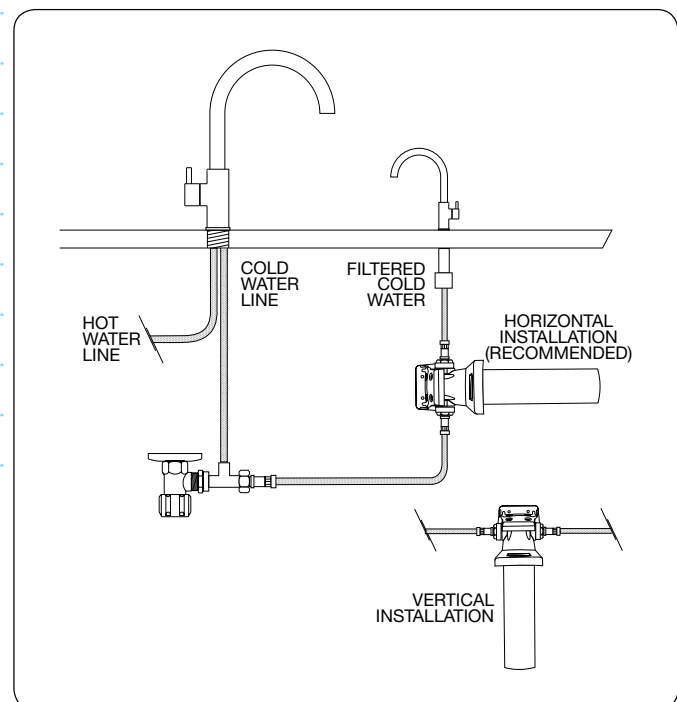 COLD
WATER
LINE
FILTERED
COLD
WATER
HOT
WATER
LINE
HORIZONTAL
INSTALLATION
(RECOMMENDED)
VERTICAL
INSTALLATION